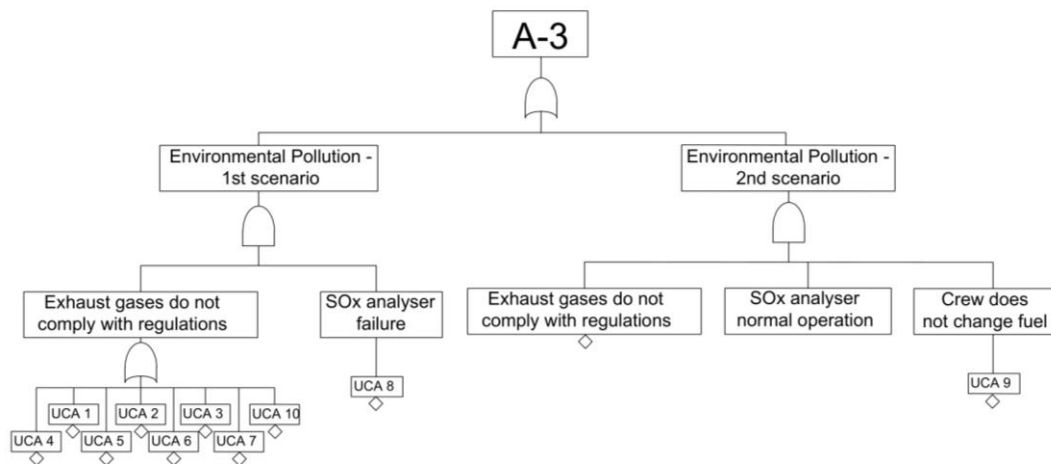 A-3
Environmental Pollution -
1st scenario
Environmental Pollution -
2nd scenario
Exhaust gases do not
comply with regulations
SOx analyser
failure
Exhaust gases do not
comply with regulations
SOx analyser
normal operation
Crew does
not change fuel
UCA 8
UCA 9
UCA 1
UCA 2
UCA 3
UCA 10
UCA 4
UCA 5
UCA 6
UCA 7